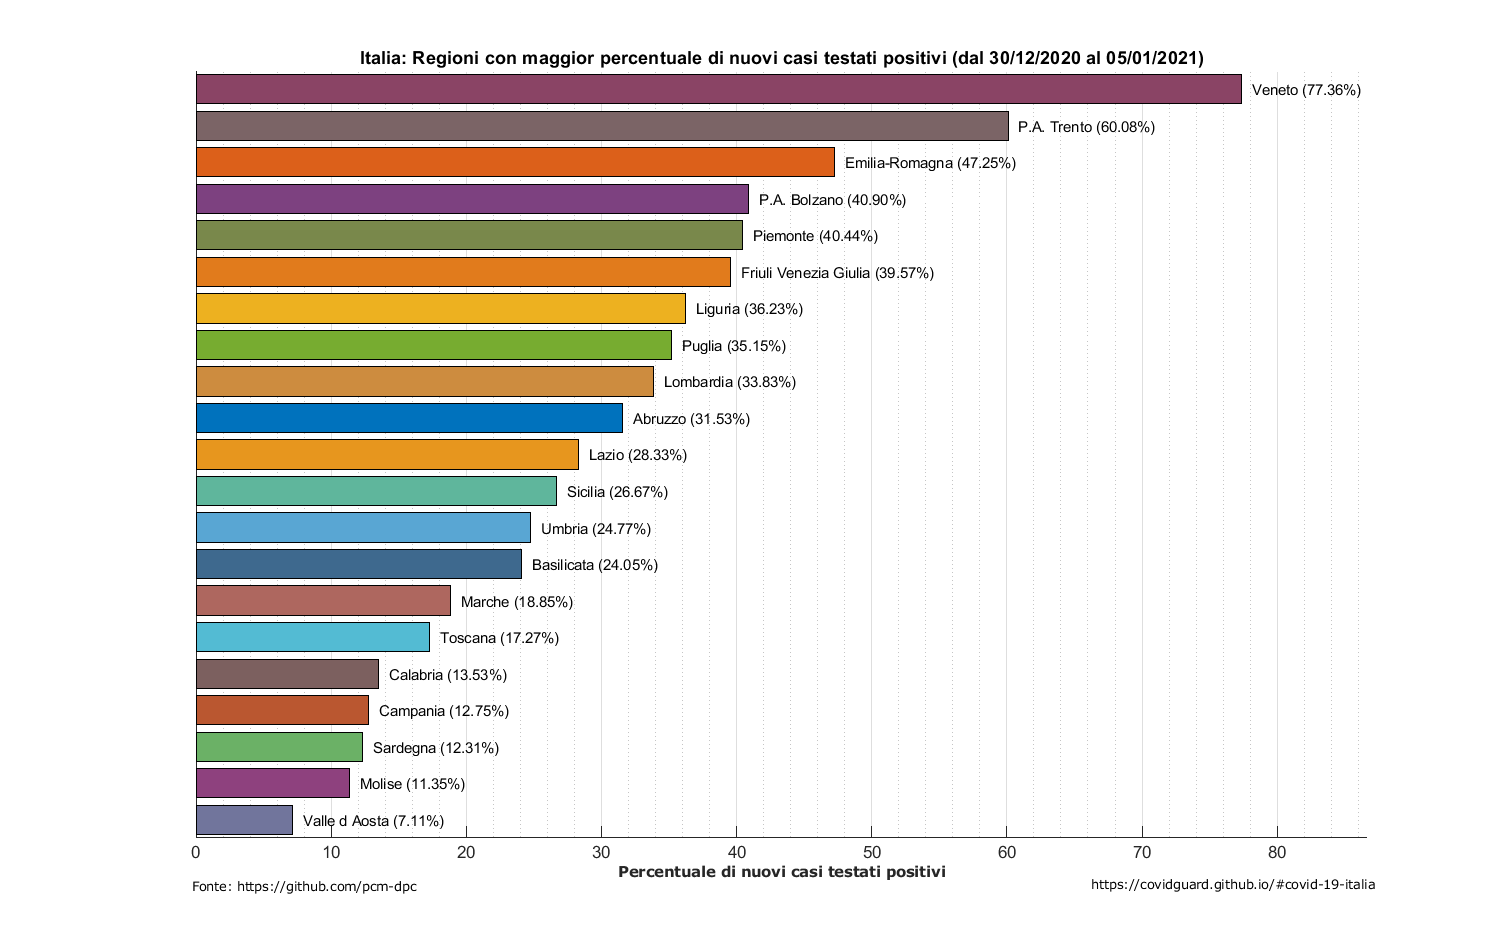 Italia: Regioni con maggior percentuale di nuovi casi testati positivi (dal 30/12/2020 al 05/01/2021)
Veneto (77.36%)
P.A. Trento (60.08%)
Emilia-Romagna (47.25%)
P.A. Bolzano (40.90%)
Piemonte (40.44%)
Friuli Venezia Giulia (39.57%)
Liguria (36.23%)
Puglia (35.15%)
Lombardia (33.83%)
Abruzzo (31.53%)
Lazio (28.33%)
Sicilia (26.67%)
Umbria (24.77%)
Basilicata (24.05%)
Marche (18.85%)
Toscana (17.27%)
Calabria (13.53%)
Campania (12.75%)
Sardegna (12.31%)
Molise (11.35%)
Valle d Aosta (7.11%)
0 10 20 30 40 50 60 70 80
Percentuale di nuovi casi testati positivi
Fonte: https://github.com/pcm-dpc
https://covidguard.github.io/#covid-19-italia